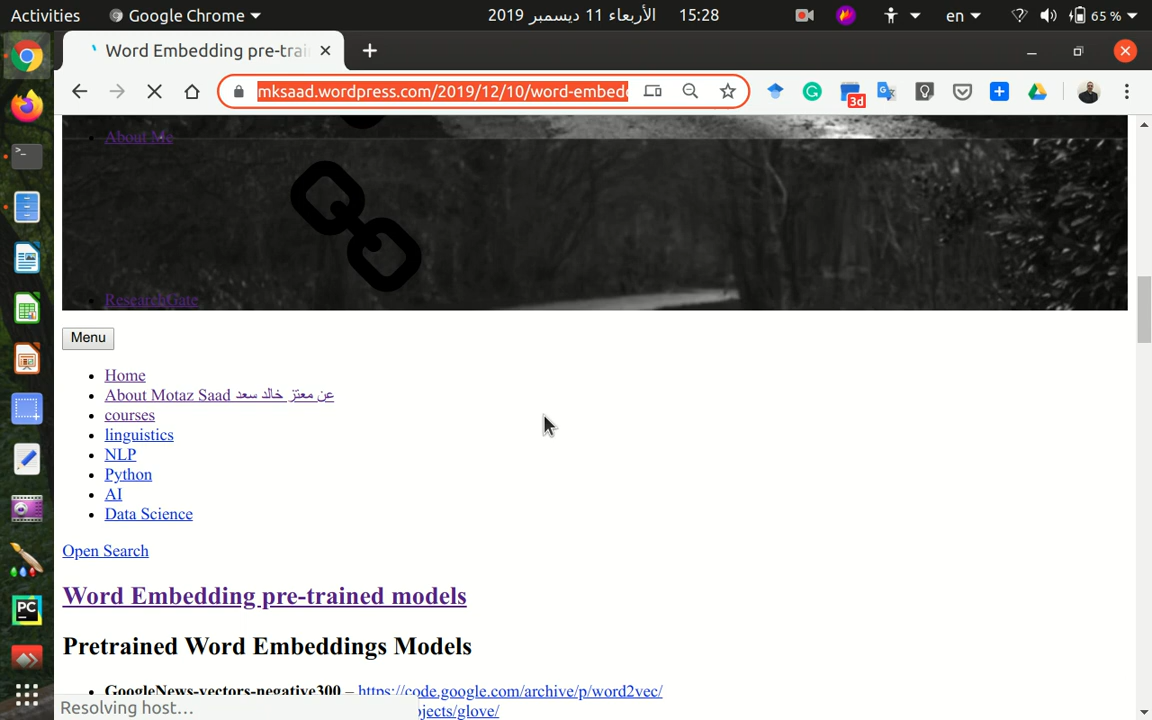 Activities Google Chrome 2019 الأربعاء 11 ديسمبر 15:28 en 65 %
Word Embedding pre-trai
mksaad.wordpress.com/2019/12/10/word-embed
3d
About Me
ResearchGate
Menu
Home
About Motaz Saad عن معتز خالد سعد
courses
linguistics
NLP
Python
AI
Data Science
Open Search
Word Embedding pre-trained models
Pretrained Word Embeddings Models
GoogleNews-vectors-negative300 – https://code.google.com/archive/p/word2vec/
Resolving host… ojects/glove/
PC